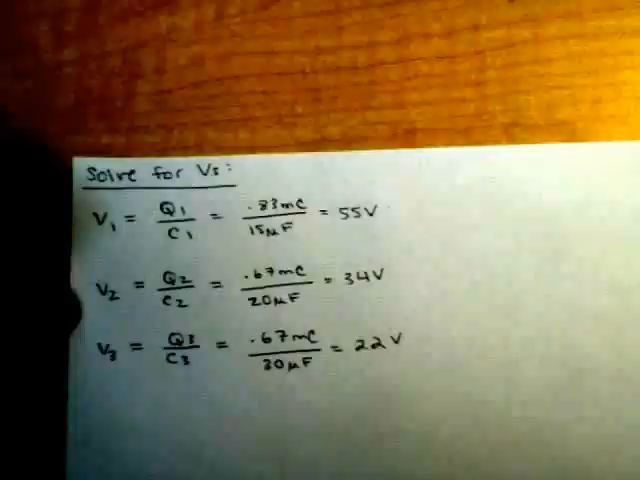 Solve for Vs:
V1 = Q1/C1 = .83mC/15μF = 55V
V2 = Q2/C2 = .67mC/20μF = 34V
V3 = Q3/C3 = .67mC/30μF = 22V